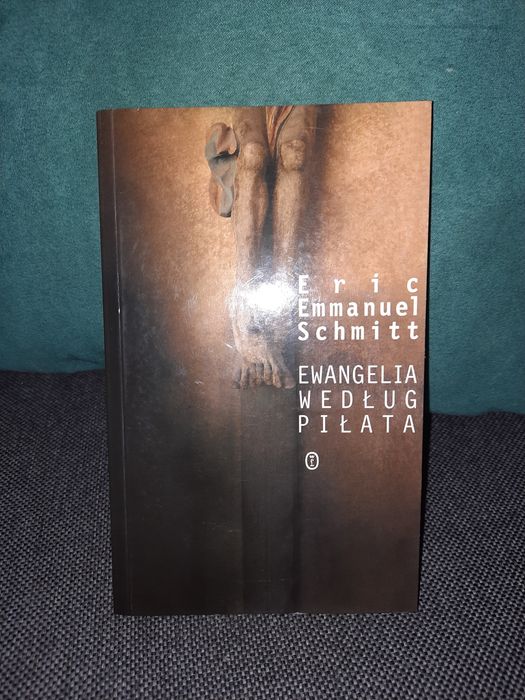 Eric
Emmanuel
Schmitt
EWANGELIA
WEDŁUG
PIŁATA